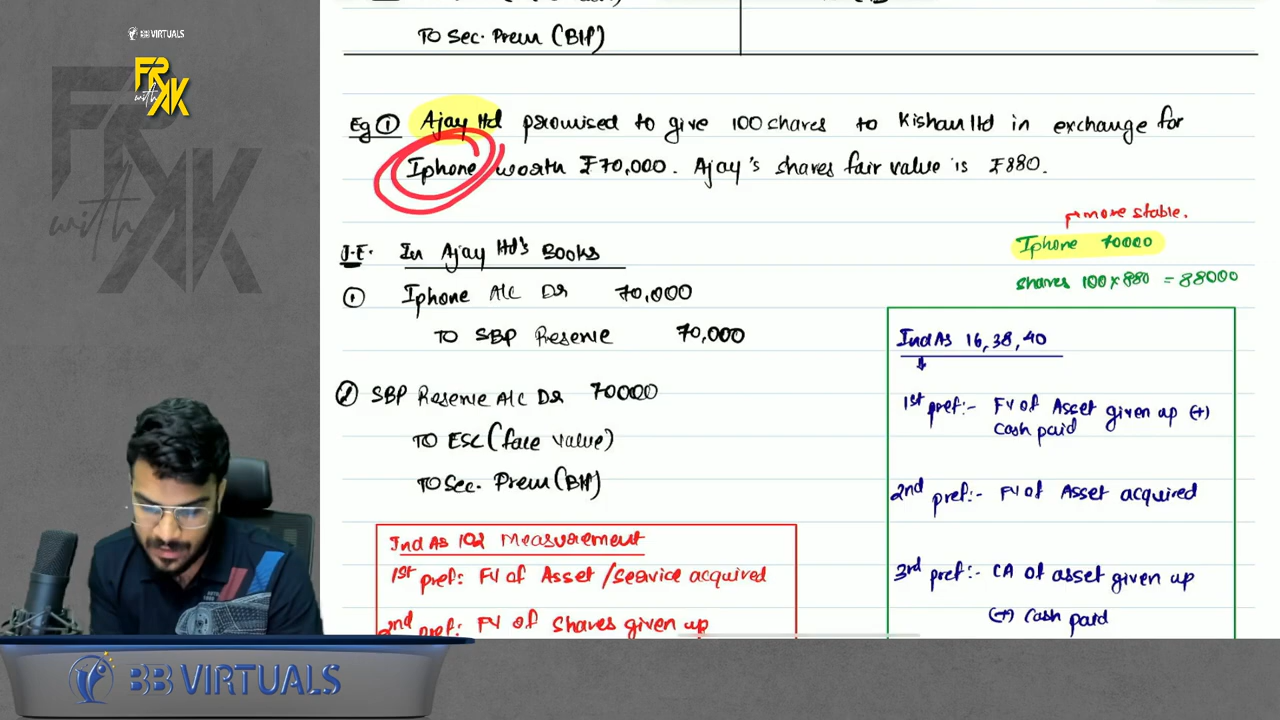 BB VIRTUALS
FR
with
AK
TO Sec. Prem (B/F)
Eg ① Ajay ltd promised to give 100 shares to Kishan ltd in exchange for
Iphone worth ₹70,000. Ajay's shares fair value is ₹880.
more stable.
Iphone 70000
shares 100 x 880 = 88000
J.E. In Ajay ltd's Books
① Iphone A/c Dr 70,000
TO SBP Reserve 70,000
② SBP Reserve A/c Dr 70000
TO ESC (face value)
TO Sec. Prem (B/F)
Ind As 102 Measurement
1st pref: FV of Asset/Service acquired
2nd pref: FV of Shares given up
Ind As 16, 38, 40
1st pref:- FV of Asset given up (+)
cash paid
2nd pref:- FV of Asset acquired
3rd pref:- CA of asset given up
(+) Cash paid
BB VIRTUALS